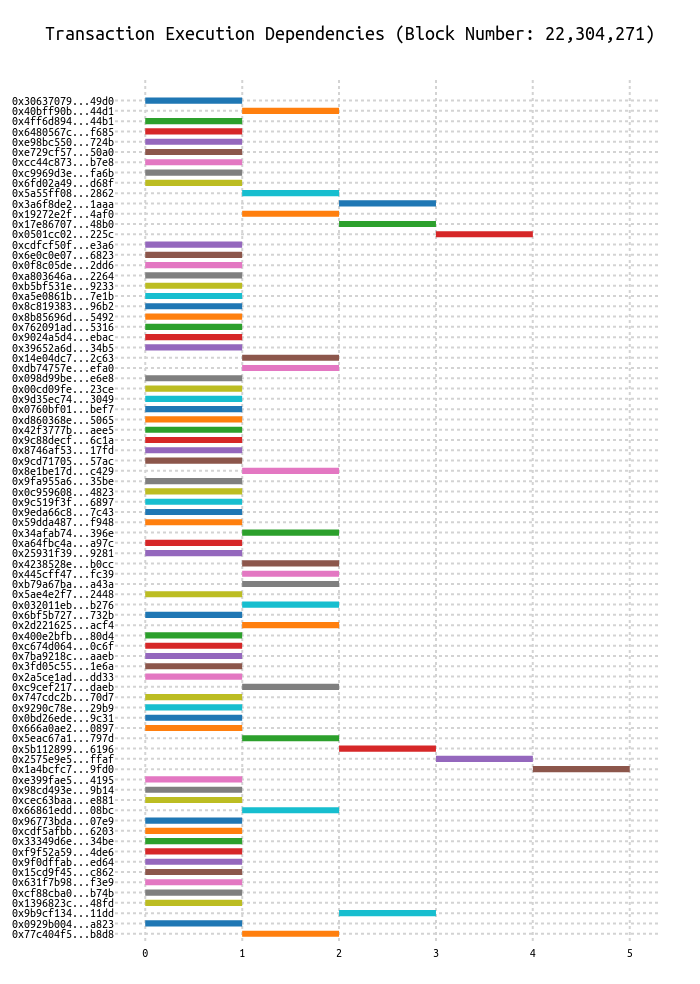 Transaction Execution Dependencies (Block Number: 22,304,271)
0x30637079...49d0
0x40bff90b...44d1
0x4ff6d894...44b1
0x6480567c...f685
0xe98bc550...724b
0xe729cf57...50a0
0xcc44c873...b7e8
0xc9969d3e...fa6b
0x6fd02a49...d68f
0x5a55ff08...2862
0x3a6f8de2...1aaa
0x19272e2f...4af0
0x17e86707...48b0
0x0501cc02...225c
0xcdfcf50f...e3a6
0x6e0c0e07...6823
0x0f8c05de...2dd6
0xa803646a...2264
0xb5bf531e...9233
0xa5e0861b...7e1b
0x8c819383...96b2
0x8b85696d...5492
0x762091ad...5316
0x9024a5d4...ebac
0x39652a6d...34b5
0x14e04dc7...2c63
0xdb74757e...efa0
0x098d99be...e6e8
0x00cd09fe...23ce
0x9d35ec74...3049
0x0760bf01...bef7
0xd860368e...5065
0x42f3777b...aee5
0x9c88decf...6c1a
0x8746af53...17fd
0x9cd71705...57ac
0x8e1be17d...c429
0x9fa955a6...35be
0x0c959608...4823
0x9c519f3f...6897
0x9eda66c8...7c43
0x59dda487...f948
0x34afab74...396e
0xa64fbc4a...a97c
0x25931f39...9281
0x4238528e...b0cc
0x445cff47...fc39
0xb79a67ba...a43a
0x5ae4e2f7...2448
0x032011eb...b276
0x6bf5b727...732b
0x2d221625...acf4
0x400e2bfb...80d4
0xc674d064...0c6f
0x7ba9218c...aaeb
0x3fd05c55...1e6a
0x2a5ce1ad...dd33
0xc9cef217...daeb
0x747cdc2b...70d7
0x9290c78e...29b9
0x0bd26ede...9c31
0x666a0ae2...0897
0x5eac67a1...797d
0x5b112899...6196
0x2575e9e5...ffaf
0x1a4bcfc7...9fd0
0xe399fae5...4195
0x98cd493e...9b14
0xcec63baa...e881
0x66861edd...08bc
0x96773bda...07e9
0xcdf5afbb...6203
0x33349d6e...34be
0xf9f52a59...4de6
0x9f0dffab...ed64
0x15cd9f45...c862
0x631f7b98...f3e9
0xcf88cba0...b74b
0x1396823c...48fd
0x9b9cf134...11dd
0x0929b004...a823
0x77c404f5...b8d8
0 1 2 3 4 5